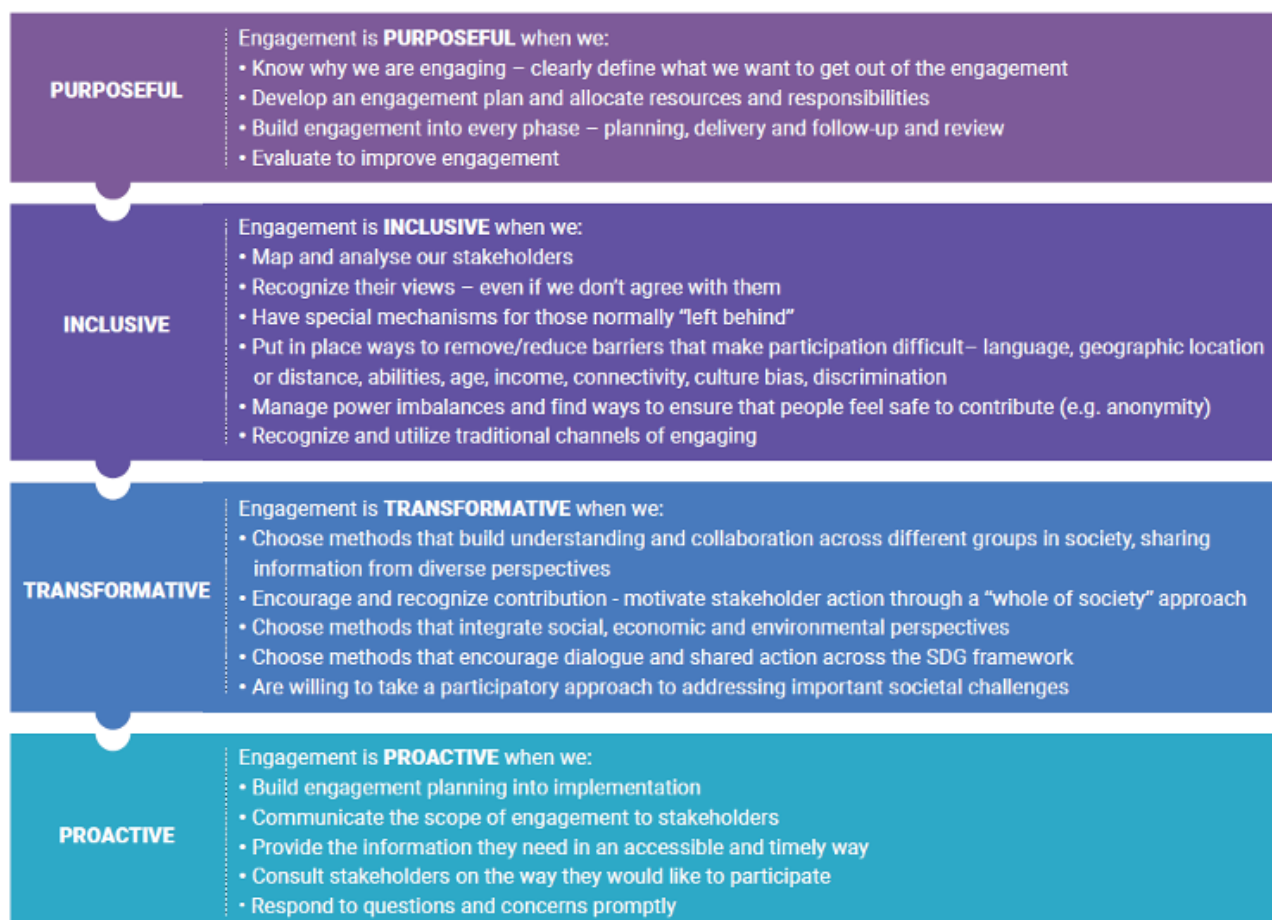 PURPOSEFUL
Engagement is PURPOSEFUL when we:
• Know why we are engaging – clearly define what we want to get out of the engagement
• Develop an engagement plan and allocate resources and responsibilities
• Build engagement into every phase – planning, delivery and follow-up and review
• Evaluate to improve engagement
INCLUSIVE
Engagement is INCLUSIVE when we:
• Map and analyse our stakeholders
• Recognize their views – even if we don't agree with them
• Have special mechanisms for those normally “left behind”
• Put in place ways to remove/reduce barriers that make participation difficult– language, geographic location
or distance, abilities, age, income, connectivity, culture bias, discrimination
• Manage power imbalances and find ways to ensure that people feel safe to contribute (e.g. anonymity)
• Recognize and utilize traditional channels of engaging
TRANSFORMATIVE
Engagement is TRANSFORMATIVE when we:
• Choose methods that build understanding and collaboration across different groups in society, sharing
information from diverse perspectives
• Encourage and recognize contribution - motivate stakeholder action through a “whole of society” approach
• Choose methods that integrate social, economic and environmental perspectives
• Choose methods that encourage dialogue and shared action across the SDG framework
• Are willing to take a participatory approach to addressing important societal challenges
PROACTIVE
Engagement is PROACTIVE when we:
• Build engagement planning into implementation
• Communicate the scope of engagement to stakeholders
• Provide the information they need in an accessible and timely way
• Consult stakeholders on the way they would like to participate
• Respond to questions and concerns promptly